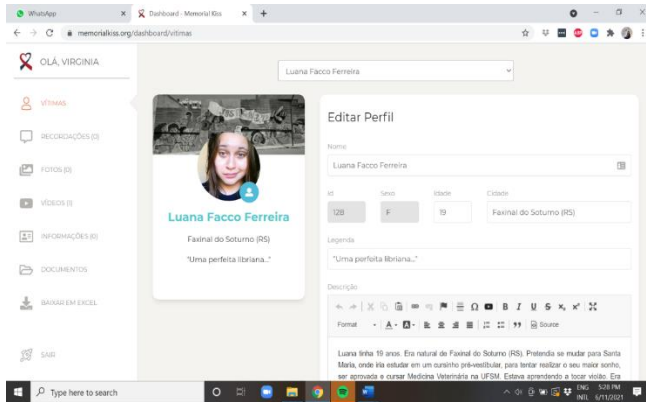 WhatsApp
Dashboard - Memorial Kiss
memorialkiss.org/dashboard/vitimas
OLÁ, VIRGINIA
Luana Facco Ferreira
VÍTIMAS
RECORDAÇÕES (0)
FOTOS (0)
VÍDEOS (1)
INFORMAÇÕES (0)
DOCUMENTOS
BAIXAR EM EXCEL
SAIR
Luana Facco Ferreira
Faxinal do Soturno (RS)
"Uma perfeita libriana..."
Editar Perfil
Nome
Luana Facco Ferreira
Id Sexo Idade Cidade
128 F 19 Faxinal do Soturno (RS)
Legenda
"Uma perfeita libriana..."
Descrição
Format Source
Luana tinha 19 anos. Era natural de Faxinal do Soturno (RS). Pretendia se mudar para Santa
Maria, onde iria estudar em um cursinho pré-vestibular, para tentar realizar o seu maior sonho,
ser aprovada e cursar Medicina Veterinária na UFSM. Estava aprendendo a tocar violão. Era
Type here to search
ENG 5:28 PM
INTL 6/11/2021